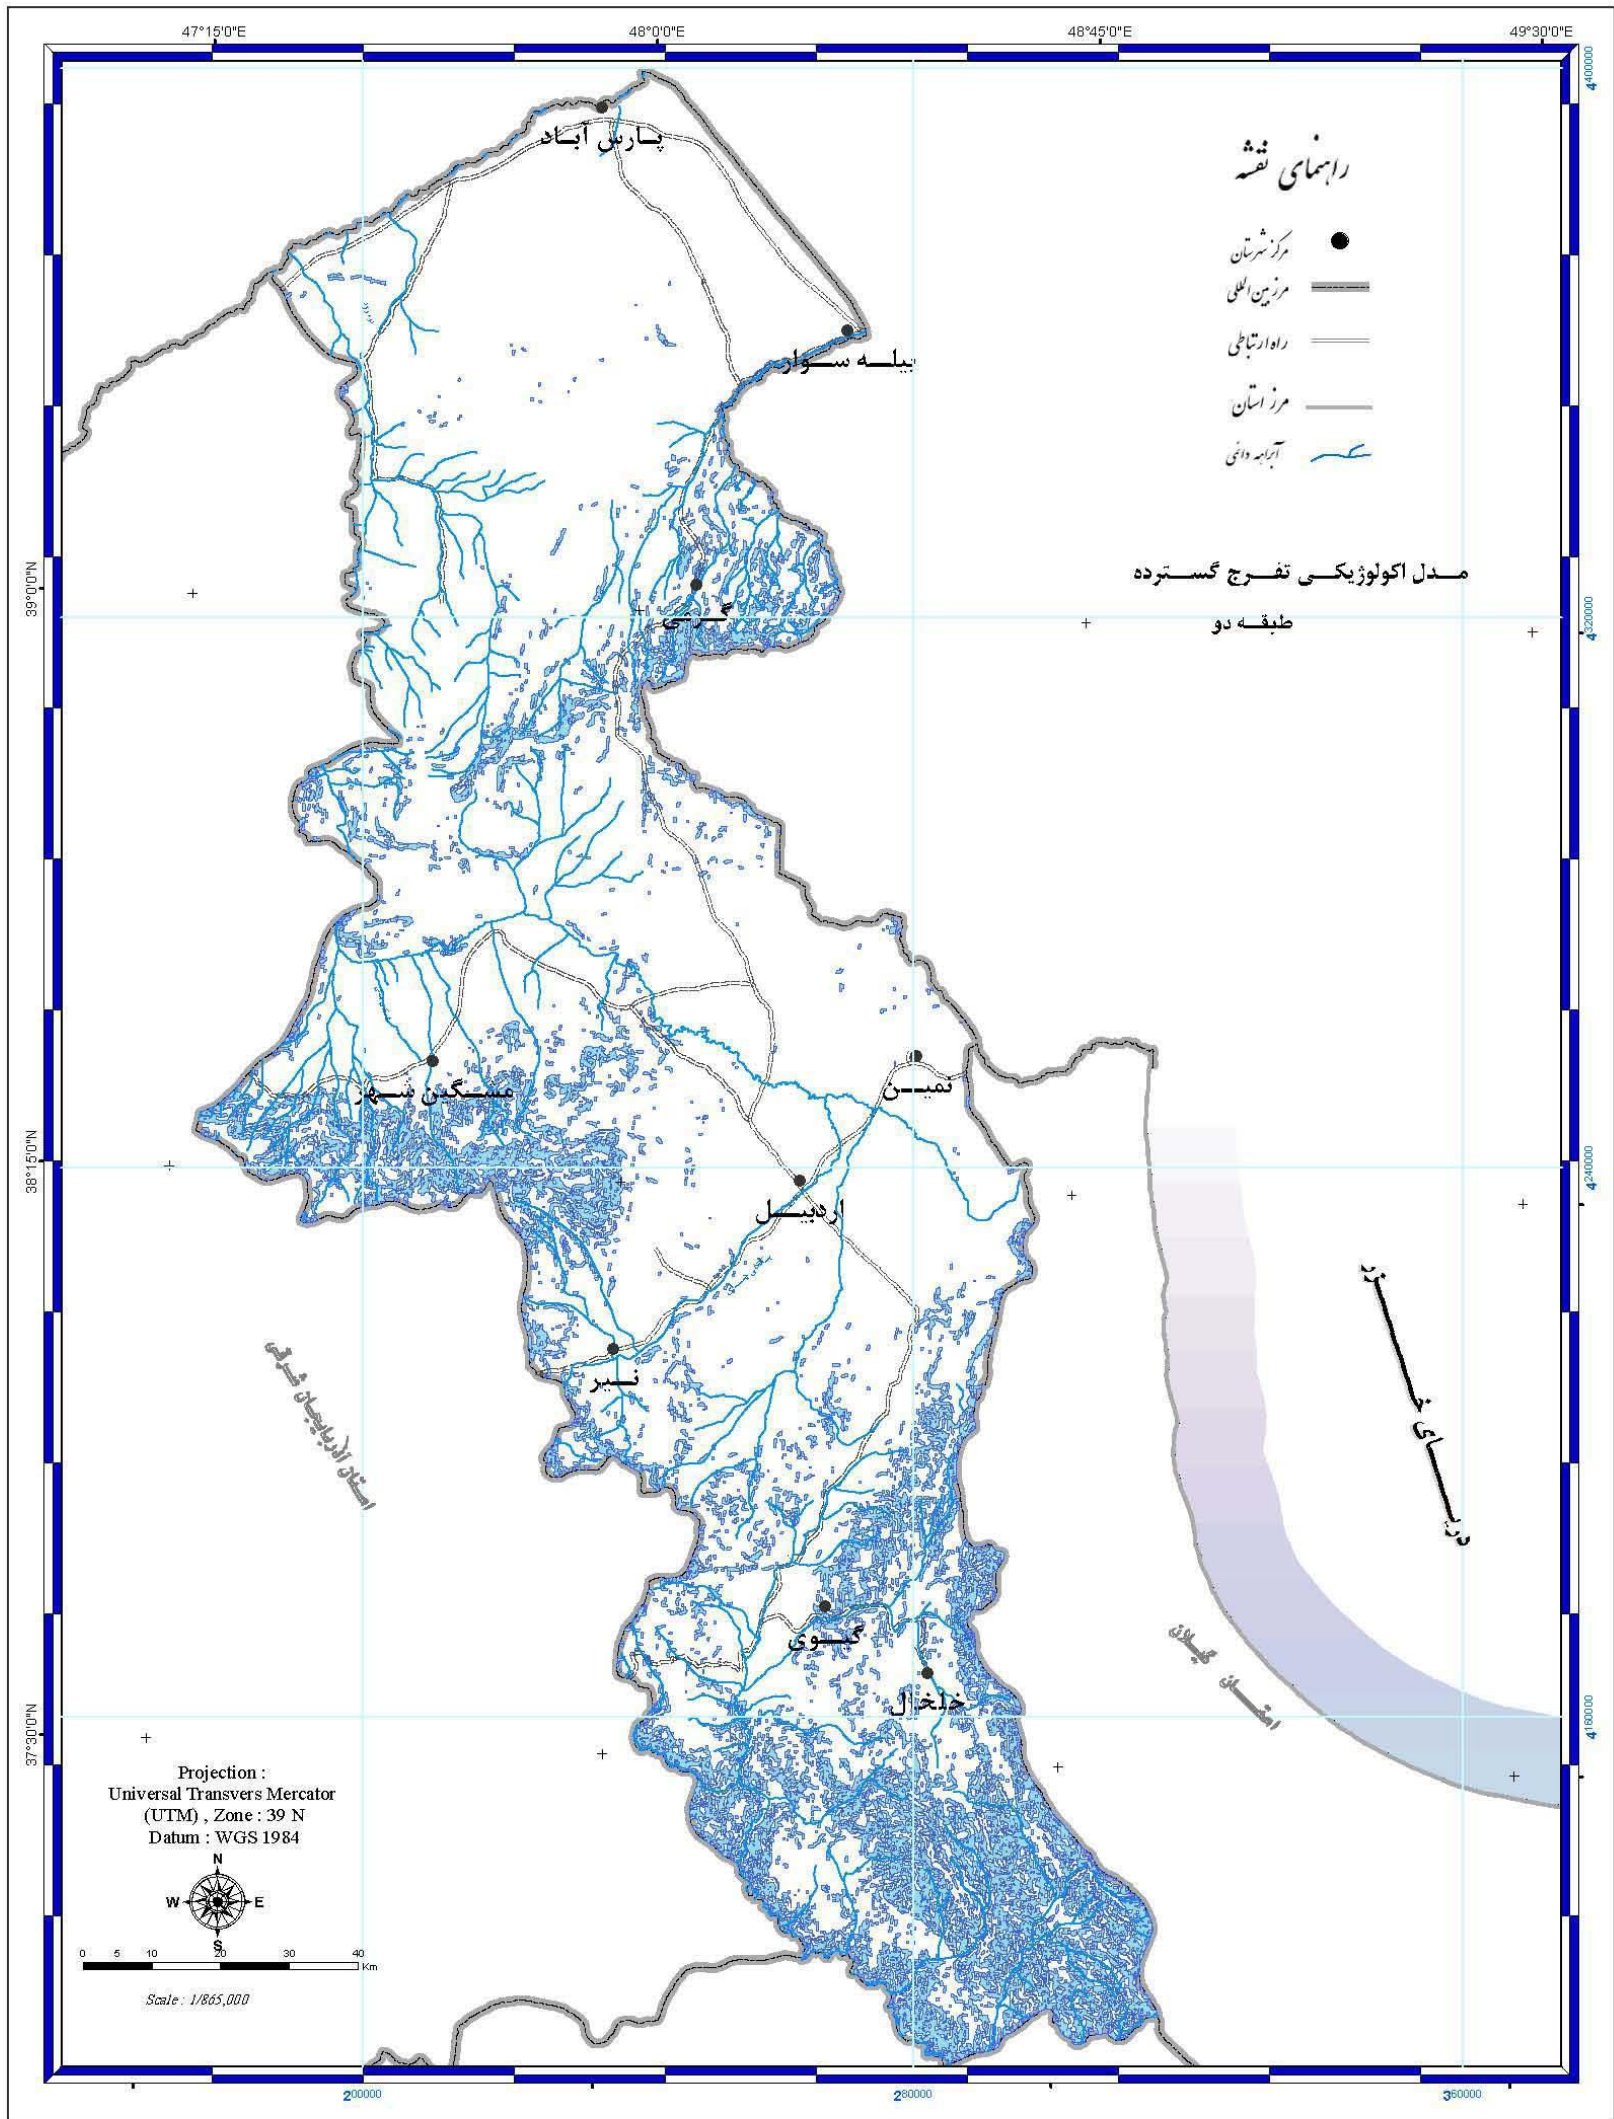 47°15'0"E
48°0'0"E
48°45'0"E
49°30'0"E
4400000
راهنمای نقشه
مرکز شهرستان
مرز بین المللی
راه ارتباطی
مرز استان
آبراهه دائمی
مدل اکولوژیکی تفرج گسترده
طبقه دو
پارس آباد
بیله سوار
گرمی
39°0'0"N
4320000
مشگین شهر
نمین
38°15'0"N
4240000
اردبیل
نیر
استان آذربایجان شرقی
دریای خزر
گیوی
خلخال
استان گیلان
37°30'0"N
4160000
Projection :
Universal Transvers Mercator
(UTM) , Zone : 39 N
Datum : WGS 1984
N
W E
S
0 5 10 20 30 40
Km
Scale : 1/865,000
200000
280000
360000